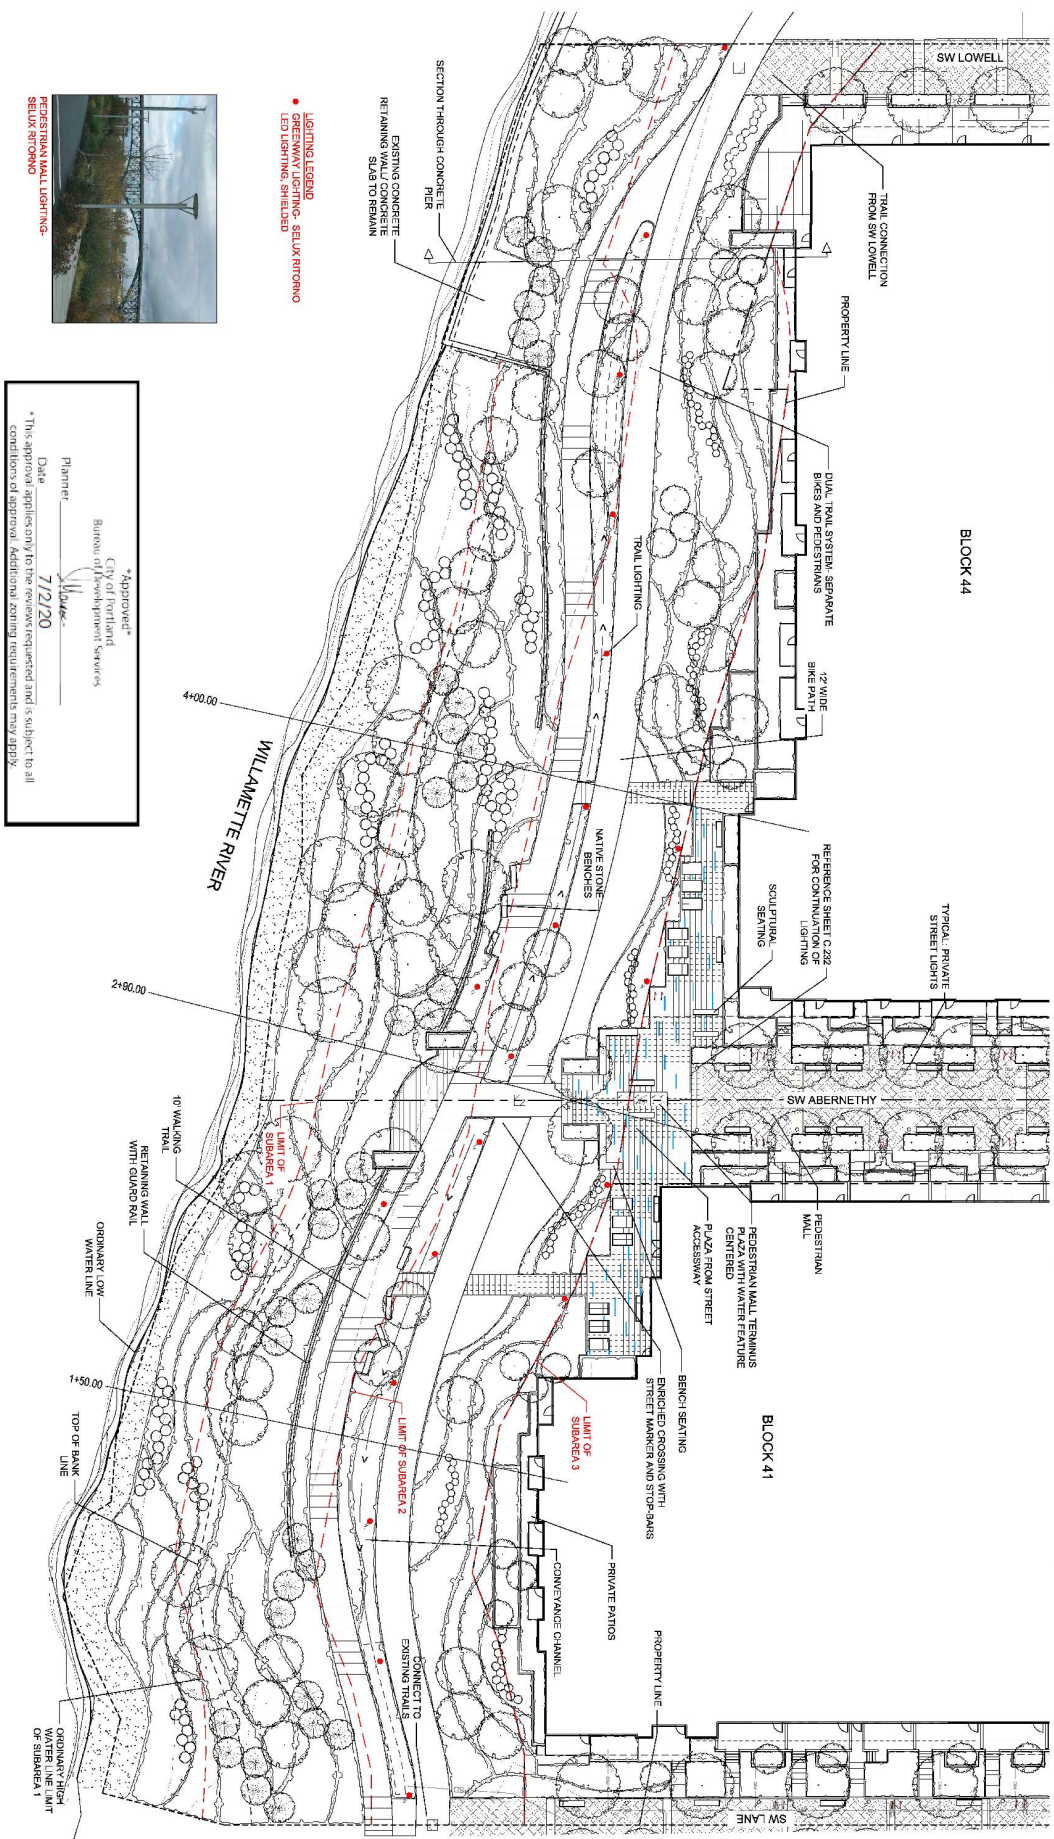 SW LOWELL
TRAIL CONNECTION
FROM SW LOWELL
PROPERTY LINE
BLOCK 44
DUAL TRAIL SYSTEM- SEPARATE
BIKES AND PEDESTRIANS
TRAIL LIGHTING
12' WIDE
BIKE PATH
SECTION THROUGH CONCRETE
PIER
EXISTING CONCRETE
RETAINING WALL/ CONCRETE
SLAB TO REMAIN
LIGHTING LEGEND
GREENWAY LIGHTING- SELUX RITORNO
LED LIGHTING, SHIELDED
PEDESTRIAN MALL LIGHTING-
SELUX RITORNO
*Approved*
City of Portland
Bureau of Development Services
Planner
Date 7/2/20
*This approval applies only to the reviews requested and is subject to all
conditions of approval. Additional zoning requirements may apply.
4+00.00
WILLAMETTE RIVER
NATIVE STONE
BENCHES
REFERENCE SHEET C.232
FOR CONTINUATION OF
LIGHTING
SCULPTURAL
SEATING
TYPICAL: PRIVATE
STREET LIGHTS
2+90.00
SW ABERNETHY
PEDESTRIAN
MALL
PEDESTRIAN MALL TERMINUS
PLAZA WITH WATER FEATURE
CENTERED
PLAZA FROM STREET
ACCESSWAY
BENCH SEATING
ENRICHED CROSSING WITH
STREET MARKER AND STOP-BARS
BLOCK 41
LIMIT OF
SUBAREA 1
10' WALKING
TRAIL
RETAINING WALL
WITH GUARD RAIL
ORDINARY LOW
WATER LINE
1+50.00
TOP OF BANK
LINE
LIMIT OF SUBAREA 2
LIMIT OF
SUBAREA 3
PRIVATE PATIOS
CONVEYANCE CHANNEL
PROPERTY LINE
CONNECT TO
EXISTING TRAILS
ORDINARY HIGH
WATER LINE LIMIT
OF SUBAREA 1
SW LANE